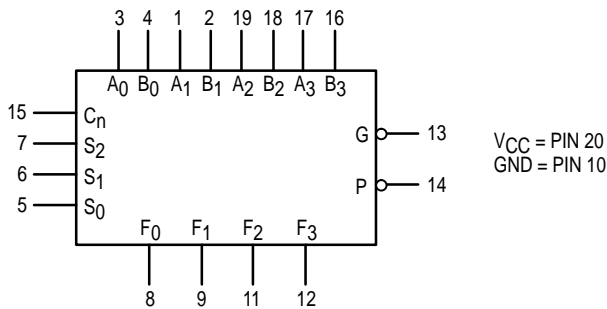 3 4 1 2 19 18 17 16
A0 B0 A1 B1 A2 B2 A3 B3
15 Cn
7 S2
6 S1
5 S0
G 13
P 14
VCC = PIN 20
GND = PIN 10
F0 F1 F2 F3
8 9 11 12